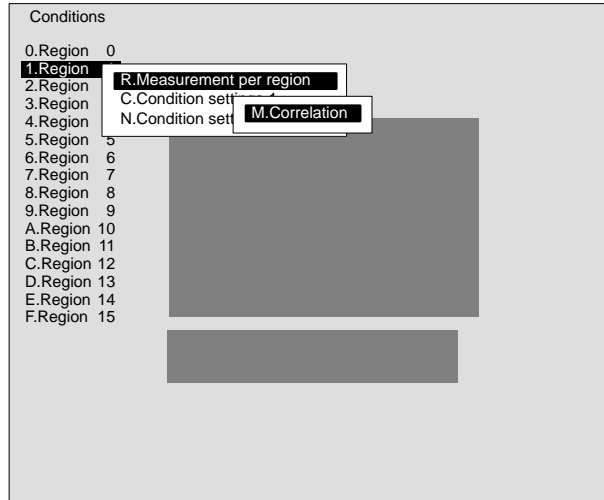 Conditions
0.Region 0
1.Region
2.Region
R.Measurement per region
3.Region
C.Condition settings 1
4.Region
N.Condition sett
M.Correlation
5.Region 5
6.Region 6
7.Region 7
8.Region 8
9.Region 9
A.Region 10
B.Region 11
C.Region 12
D.Region 13
E.Region 14
F.Region 15